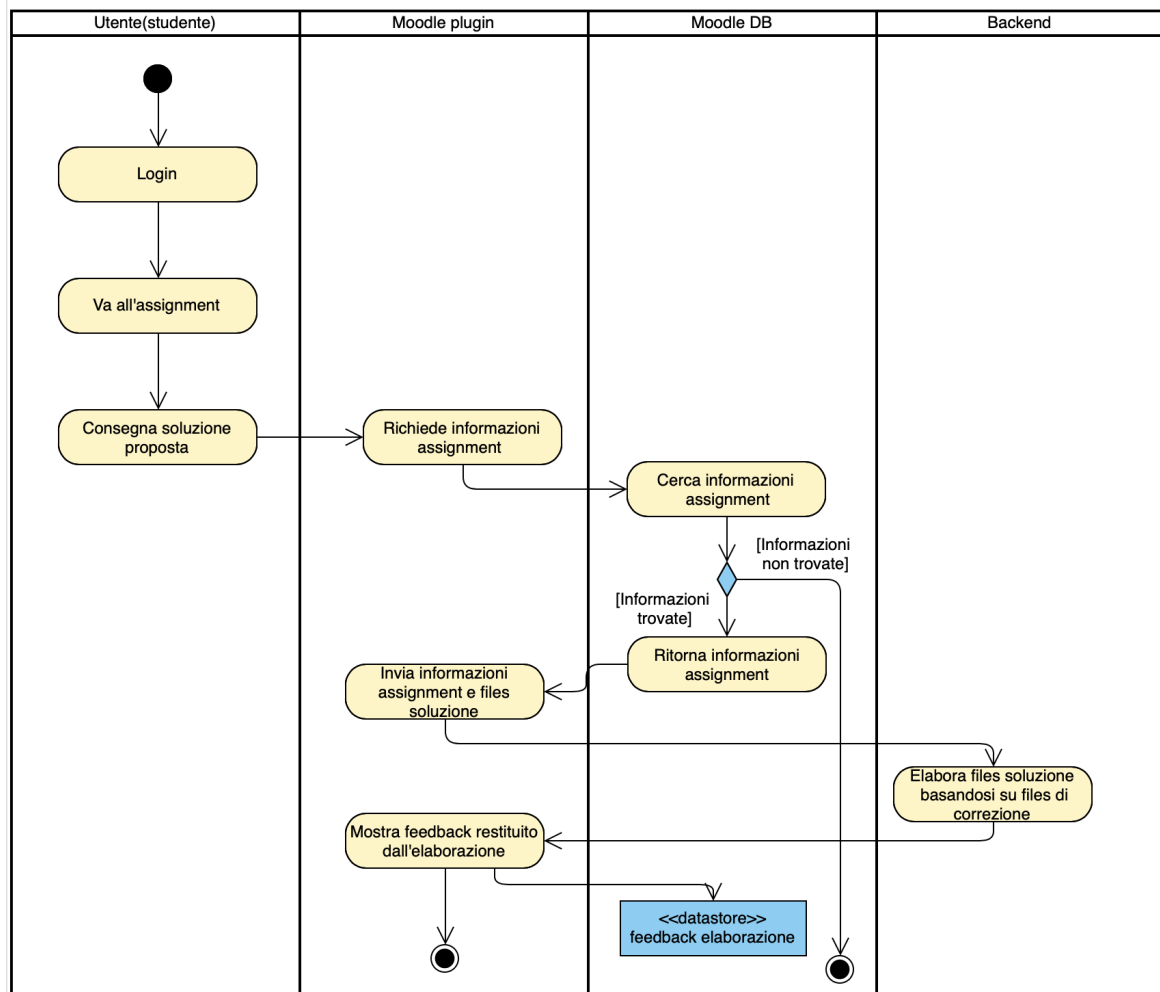 Utente(studente)
Moodle plugin
Moodle DB
Backend
Login
Va all'assignment
Consegna soluzione
proposta
Richiede informazioni
assignment
Cerca informazioni
assignment
[Informazioni
non trovate]
[Informazioni
trovate]
Ritorna informazioni
assignment
Invia informazioni
assignment e files
soluzione
Elabora files soluzione
basandosi su files di
correzione
Mostra feedback restituito
dall'elaborazione
<<datastore>>
feedback elaborazione